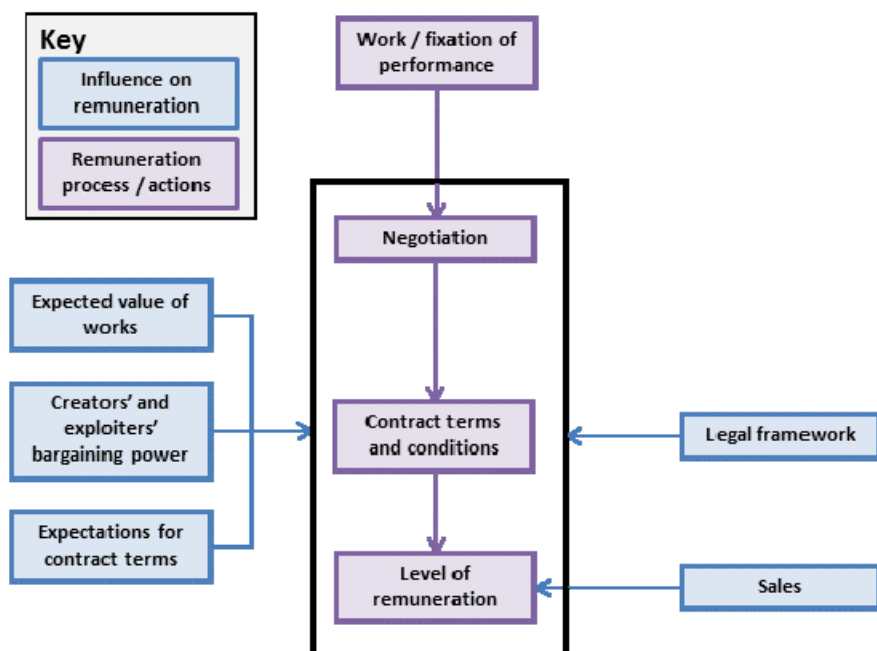 Key
Influence on
remuneration
Remuneration
process / actions
Work / fixation of
performance
Negotiation
Expected value of
works
Creators' and
exploiters'
bargaining power
Expectations for
contract terms
Contract terms
and conditions
Legal framework
Level of
remuneration
Sales